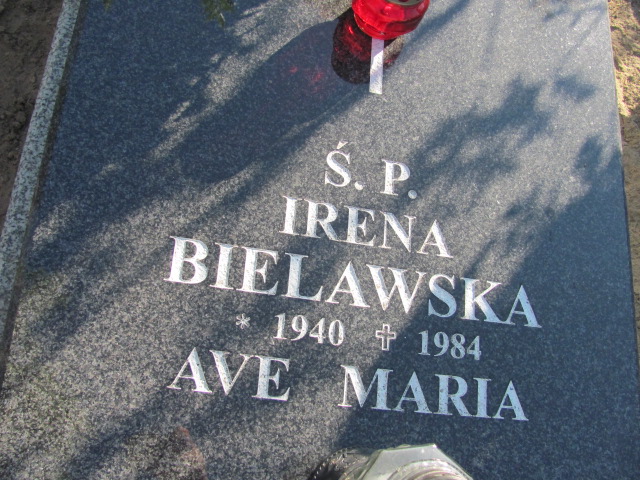 Ś. P.
IRENA
BIELAWSKA
* 1940 ✝ 1984
AVE MARIA